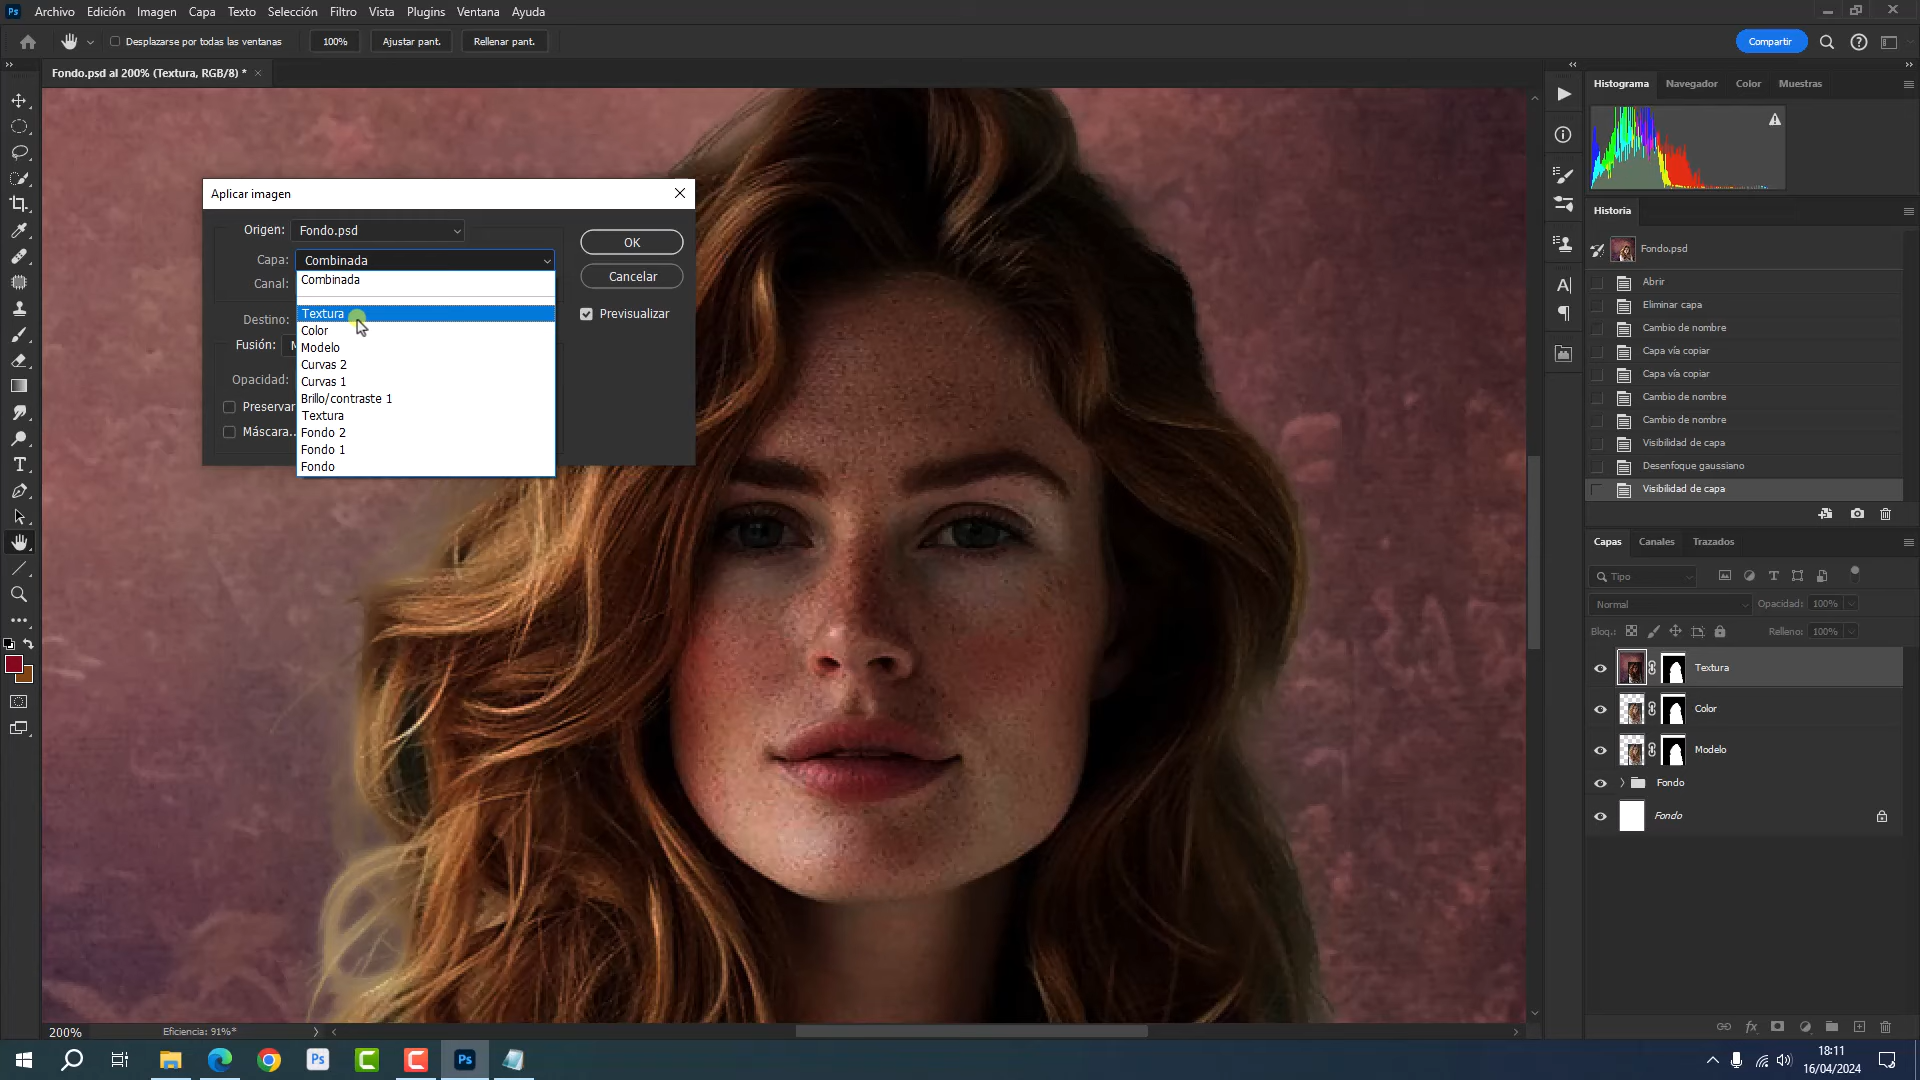 Ps Archivo Edición Imagen Capa Texto Selección Filtro Vista Plugins Ventana Ayuda
Desplazarse por todas las ventanas 100% Ajustar pant. Rellenar pant. Compartir
Fondo.psd al 200% (Textura, RGB/8) *
Aplicar imagen
Origen: Fondo.psd
Capa: Combinada
Canal:
Destino:
Fusión:
Opacidad:
Preservar
Máscara...
Combinada
Textura
Color
Modelo
Curvas 2
Curvas 1
Brillo/contraste 1
Textura
Fondo 2
Fondo 1
Fondo
OK
Cancelar
Previsualizar
Histograma Navegador Color Muestras
Historia
Fondo.psd
Abrir
Eliminar capa
Cambio de nombre
Capa vía copiar
Capa vía copiar
Cambio de nombre
Cambio de nombre
Visibilidad de capa
Desenfoque gaussiano
Visibilidad de capa
Capas Canales Trazados
Tipo
Normal Opacidad: 100%
Bloq.: Relleno: 100%
Textura
Color
Modelo
Fondo
Fondo
200% Eficiencia: 91%*
Ps Ps
18:11
16/04/2024